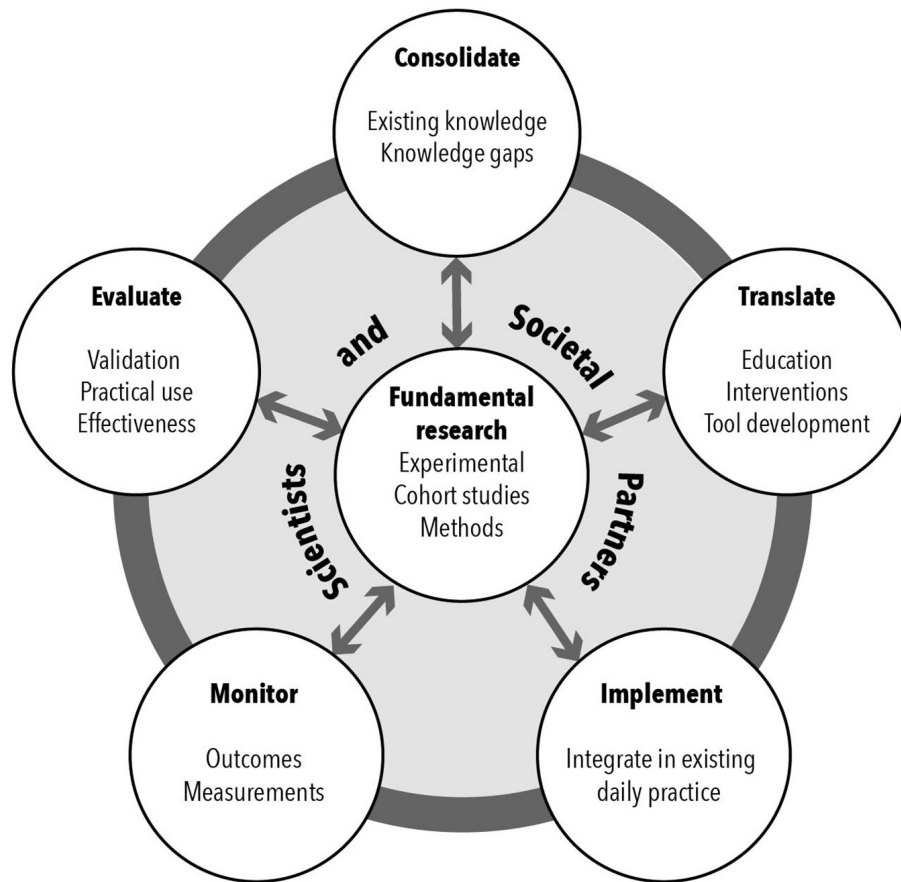 Consolidate
Existing knowledge
Knowledge gaps
Evaluate
Validation
Practical use
Effectiveness
Translate
Education
Interventions
Tool development
Scientists
and
Societal
Partners
Fundamental
research
Experimental
Cohort studies
Methods
Monitor
Outcomes
Measurements
Implement
Integrate in existing
daily practice